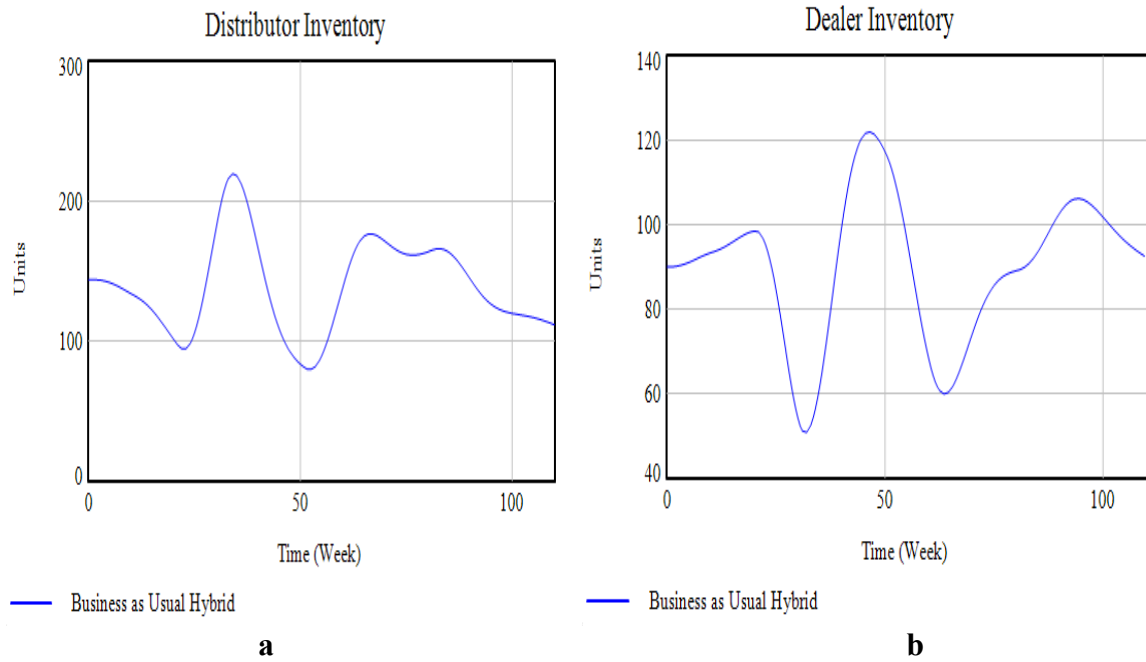 Distributor Inventory
300
200
100
0
Units
0 50 100
Time (Week)
Business as Usual Hybrid
a
Dealer Inventory
140
120
100
80
60
40
Units
0 50 100
Time (Week)
Business as Usual Hybrid
b